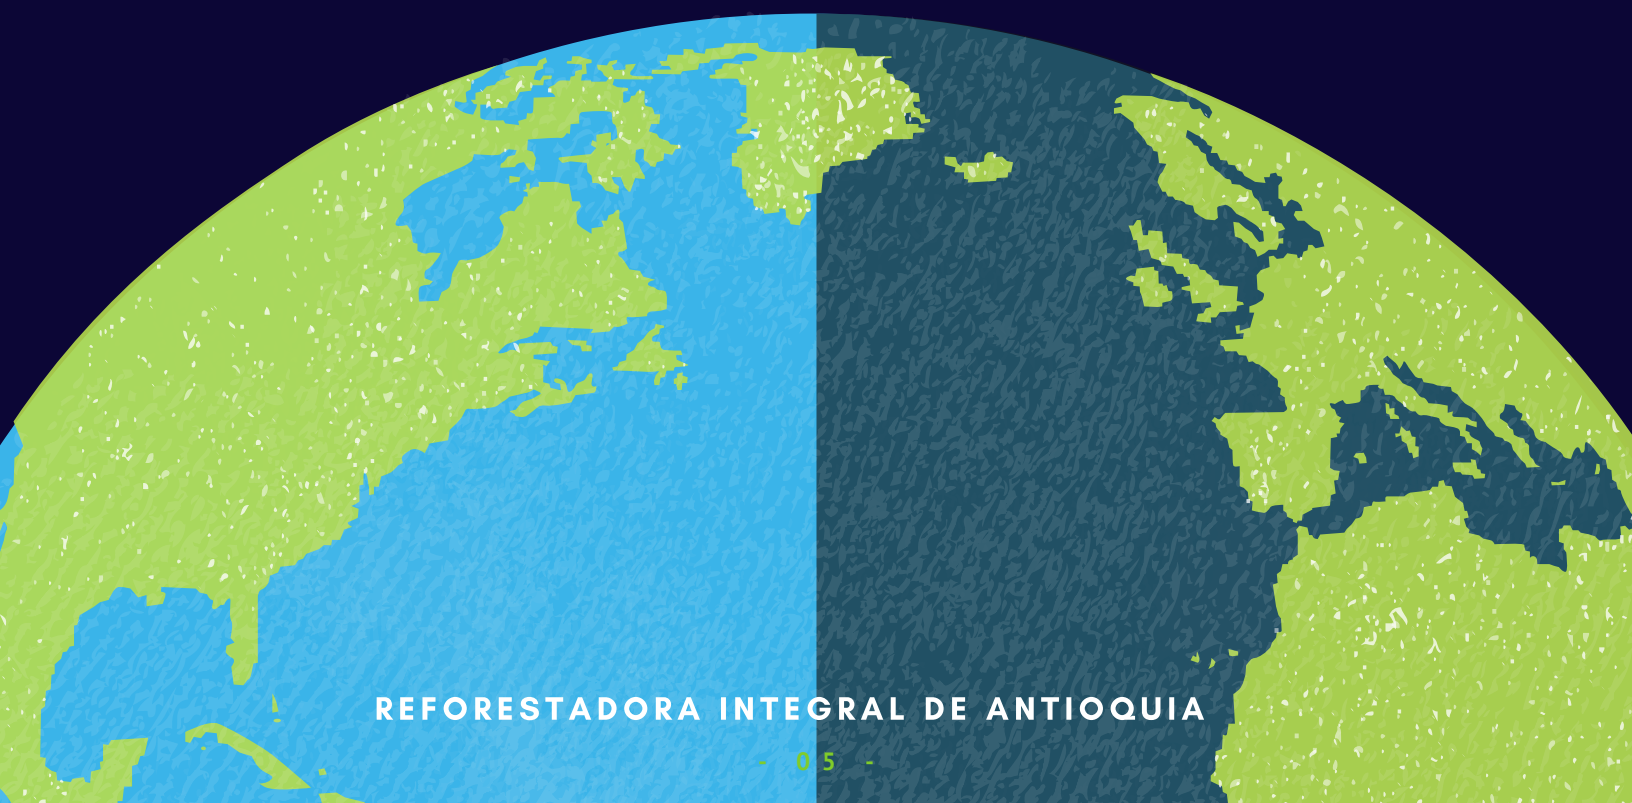 REFORESTADORA INTEGRAL DE ANTIOQUIA
- 05 -